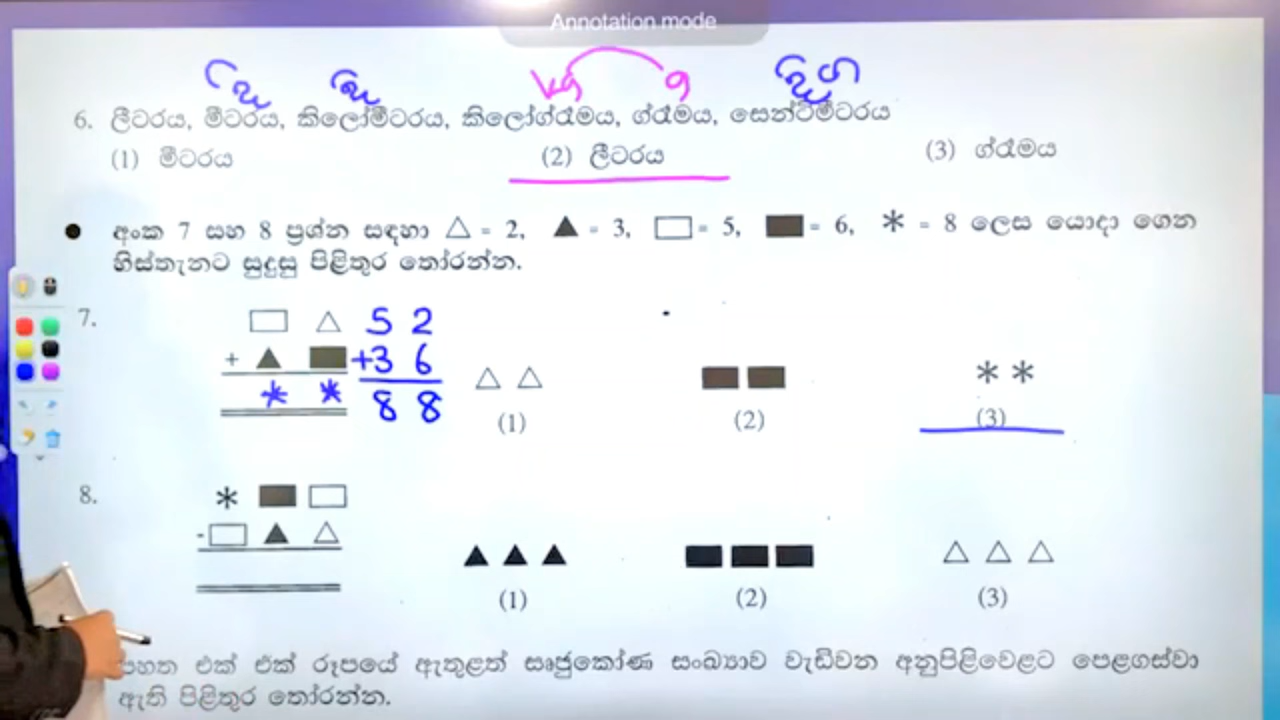 Annotation mode
6. ලීටරය, මීටරය, කිලෝමීටරය, කිලෝග්රෑමය, ග්රෑමය, සෙන්ටිමීටරය
(1) මීටරය (2) ලීටරය (3) ග්රෑමය
● අංක 7 සහ 8 ප්‍රශ්න සඳහා △ = 2, ▲ = 3, □ = 5, ■ = 6, * = 8 ලෙස යොදා ගෙන
හිස්තැනට සුදුසු පිළිතුර තෝරන්න.
7. □ △ 5 2
+ ▲ ■ +3 6
* * 8 8
△ △ ■ ■ * *
(1) (2) (3)
8. * ■ □
- □ ▲ △
▲ ▲ ▲ ■ ■ ■ △ △ △
(1) (2) (3)
පහත එක් එක් රූපයේ ඇතුළත් සෘජුකෝණ සංඛ්‍යාව වැඩිවන අනුපිළිවෙළට පෙළගස්වා
ඇති පිළිතුර තෝරන්න.